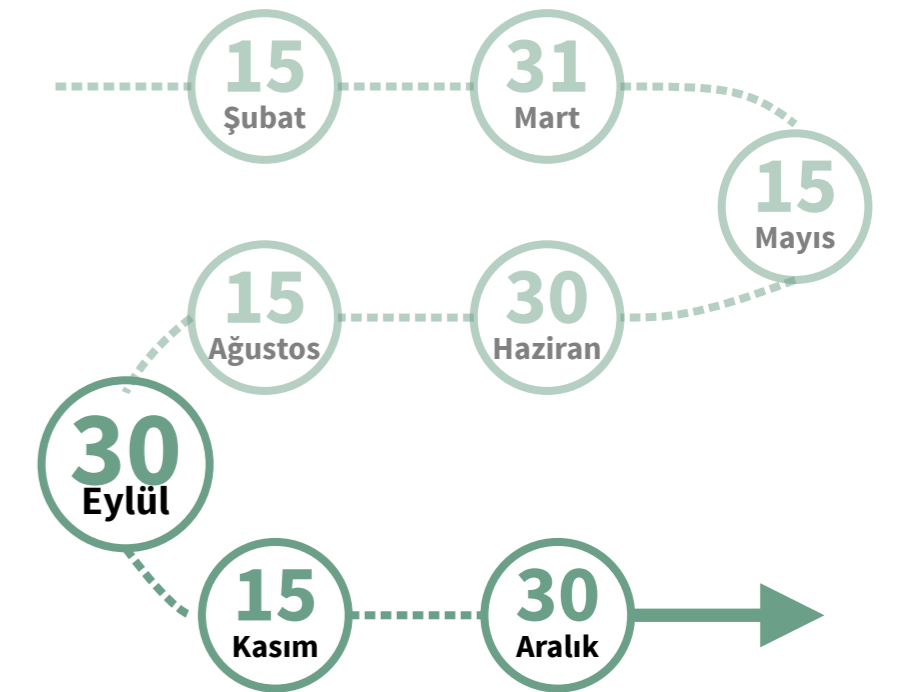 15
Şubat
31
Mart
15
Mayıs
30
Haziran
15
Ağustos
30
Eylül
15
Kasım
30
Aralık